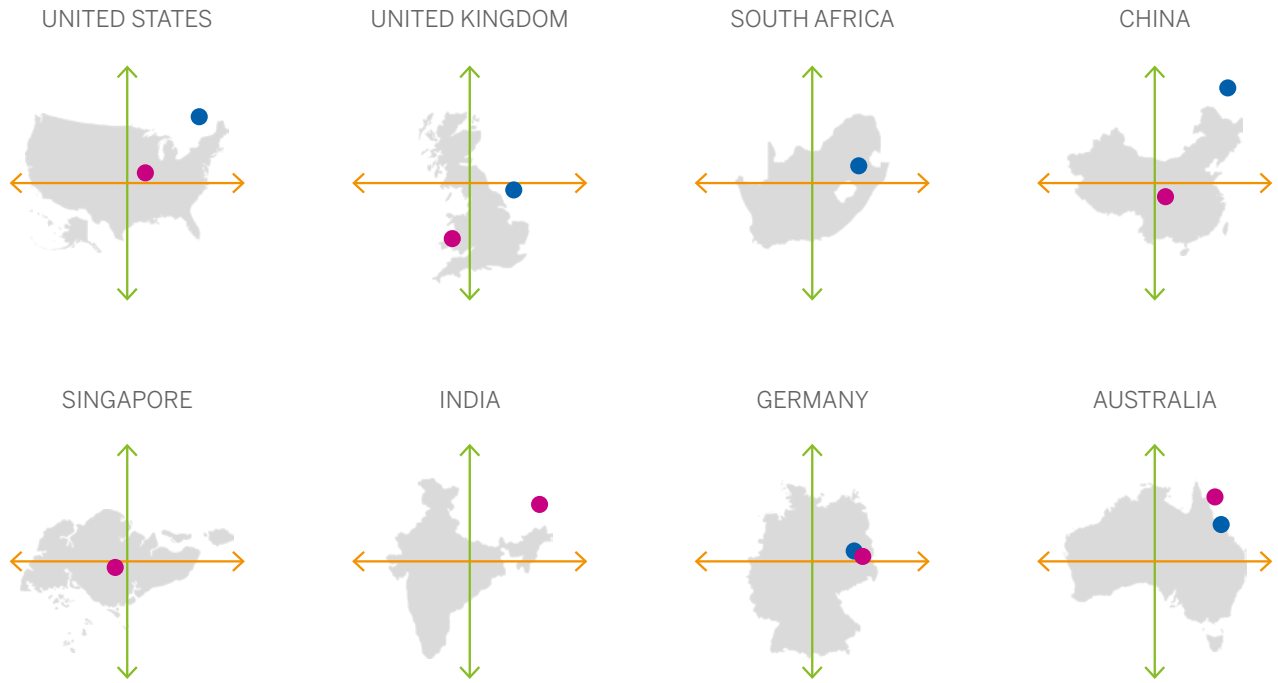 UNITED STATES
UNITED KINGDOM
SOUTH AFRICA
CHINA
SINGAPORE
INDIA
GERMANY
AUSTRALIA